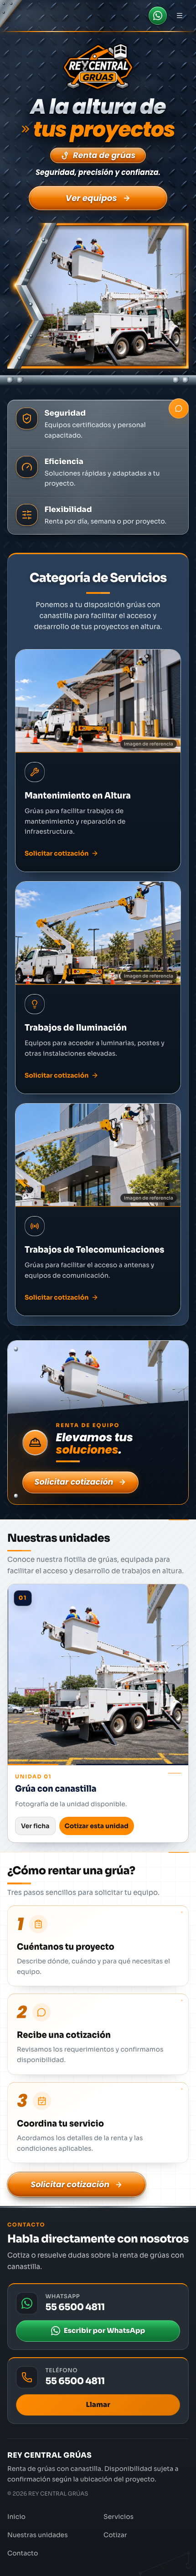 REY CENTRAL
GRÚAS
A la altura de
tus proyectos
Renta de grúas
Seguridad, precisión y confianza.
Ver equipos
Seguridad
Equipos certificados y personal
capacitado.
Eficiencia
Soluciones rápidas y adaptadas a tu
proyecto.
Flexibilidad
Renta por día, semana o por proyecto.
Categoría de Servicios
Ponemos a tu disposición grúas con
canastilla para facilitar el acceso y
desarrollo de tus proyectos en altura.
Imagen de referencia
Mantenimiento en Altura
Grúas para facilitar trabajos de
mantenimiento y reparación de
infraestructura.
Solicitar cotización
Imagen de referencia
Trabajos de Iluminación
Equipos para acceder a luminarias, postes y
otras instalaciones elevadas.
Solicitar cotización
Imagen de referencia
Trabajos de Telecomunicaciones
Grúas para facilitar el acceso a antenas y
equipos de comunicación.
Solicitar cotización
RENTA DE EQUIPO
Elevamos tus
soluciones.
Solicitar cotización
Nuestras unidades
Conoce nuestra flotilla de grúas, equipada para
facilitar el acceso y desarrollo de trabajos en altura.
01
UNIDAD 01
Grúa con canastilla
Fotografía de la unidad disponible.
Ver ficha
Cotizar esta unidad
¿Cómo rentar una grúa?
Tres pasos sencillos para solicitar tu equipo.
1
Cuéntanos tu proyecto
Describe dónde, cuándo y para qué necesitas el
equipo.
2
Recibe una cotización
Revisamos los requerimientos y confirmamos
disponibilidad.
3
Coordina tu servicio
Acordamos los detalles de la renta y las
condiciones aplicables.
Solicitar cotización
CONTACTO
Habla directamente con nosotros
Cotiza o resuelve dudas sobre la renta de grúas con
canastilla.
WHATSAPP
55 6500 4811
Escribir por WhatsApp
TELÉFONO
55 6500 4811
Llamar
REY CENTRAL GRÚAS
Renta de grúas con canastilla. Disponibilidad sujeta a
confirmación según la ubicación del proyecto.
© 2026 REY CENTRAL GRÚAS
Inicio
Servicios
Nuestras unidades
Cotizar
Contacto